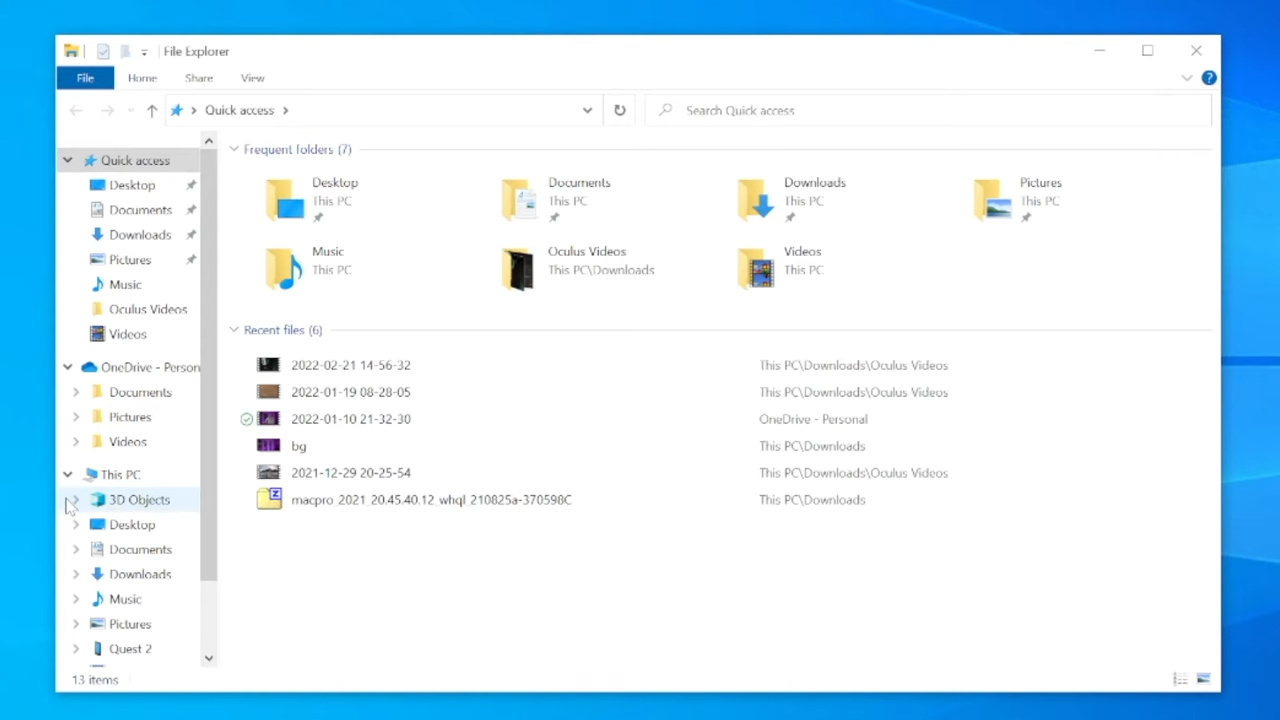 File Explorer
File Home Share View
Quick access
Search Quick access
Quick access
Desktop
Documents
Downloads
Pictures
Music
Oculus Videos
Videos
OneDrive - Person
Documents
Pictures
Videos
This PC
3D Objects
Desktop
Documents
Downloads
Music
Pictures
Quest 2
Frequent folders (7)
Desktop
This PC
Documents
This PC
Downloads
This PC
Pictures
This PC
Music
This PC
Oculus Videos
This PC\Downloads
Videos
This PC
Recent files (6)
2022-02-21 14-56-32 This PC\Downloads\Oculus Videos
2022-01-19 08-28-05 This PC\Downloads\Oculus Videos
2022-01-10 21-32-30 OneDrive - Personal
bg This PC\Downloads
2021-12-29 20-25-54 This PC\Downloads\Oculus Videos
macpro_2021_20.45.40.12_whql_210825a-370598C This PC\Downloads
13 items